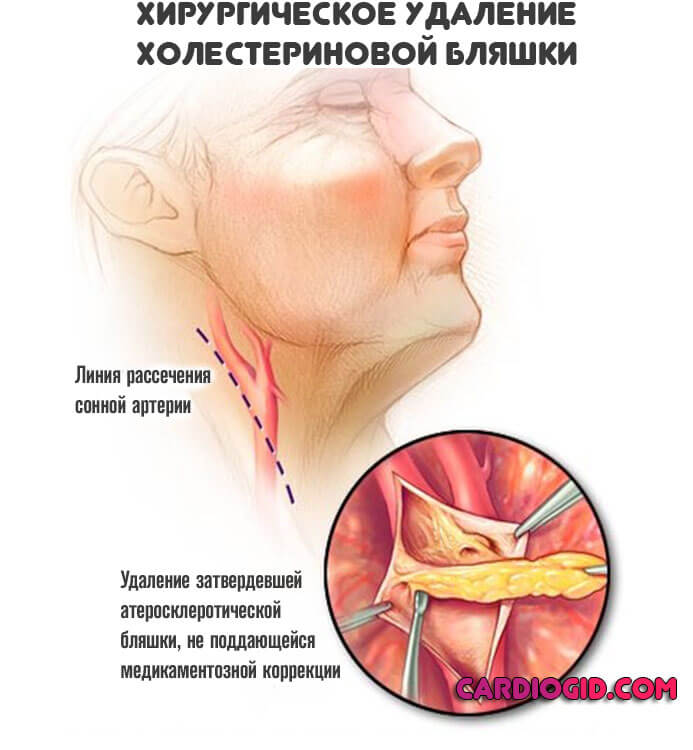 ХИРУРГИЧЕСКОЕ УДАЛЕНИЕ
ХОЛЕСТЕРИНОВОЙ БЛЯШКИ
Линия рассечения
сонной артерии
Удаление затвердевшей
атеросклеротической
бляшки, не поддающейся
медикаментозной коррекции
CARDIOGID.COM